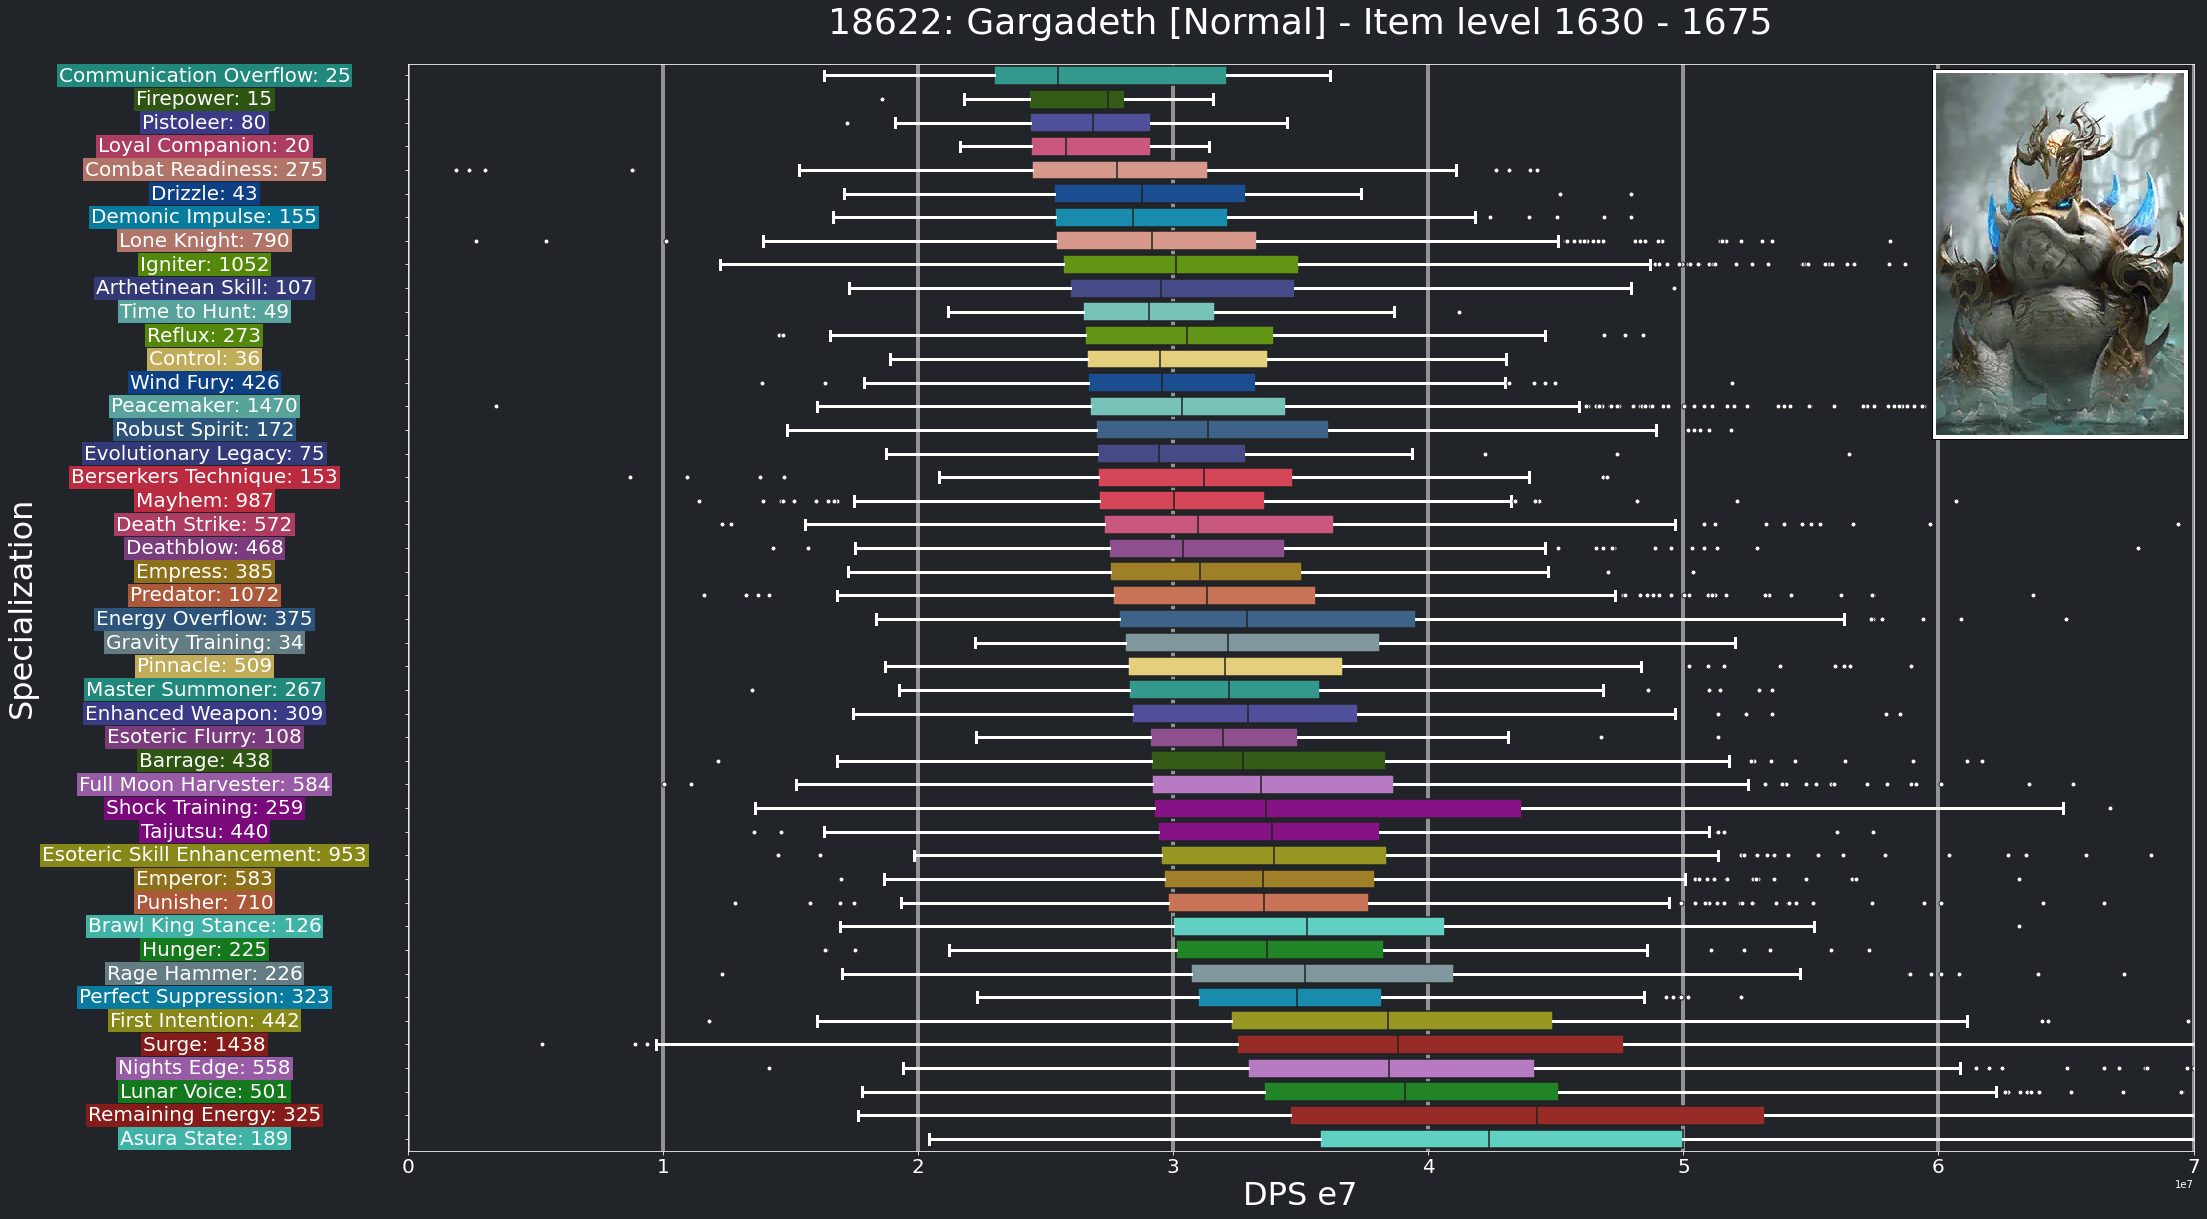 18622: Gargadeth [Normal] - Item level 1630 - 1675
Communication Overflow: 25
Firepower: 15
Pistoleer: 80
Loyal Companion: 20
Combat Readiness: 275
Drizzle: 43
Demonic Impulse: 155
Lone Knight: 790
Igniter: 1052
Arthetinean Skill: 107
Time to Hunt: 49
Reflux: 273
Control: 36
Wind Fury: 426
Peacemaker: 1470
Robust Spirit: 172
Evolutionary Legacy: 75
Berserkers Technique: 153
Mayhem: 987
Death Strike: 572
Deathblow: 468
Empress: 385
Predator: 1072
Energy Overflow: 375
Gravity Training: 34
Pinnacle: 509
Master Summoner: 267
Enhanced Weapon: 309
Esoteric Flurry: 108
Barrage: 438
Full Moon Harvester: 584
Shock Training: 259
Taijutsu: 440
Esoteric Skill Enhancement: 953
Emperor: 583
Punisher: 710
Brawl King Stance: 126
Hunger: 225
Rage Hammer: 226
Perfect Suppression: 323
First Intention: 442
Surge: 1438
Nights Edge: 558
Lunar Voice: 501
Remaining Energy: 325
Asura State: 189
Specialization
0 1 2 3 4 5 6 7
1e7
DPS e7